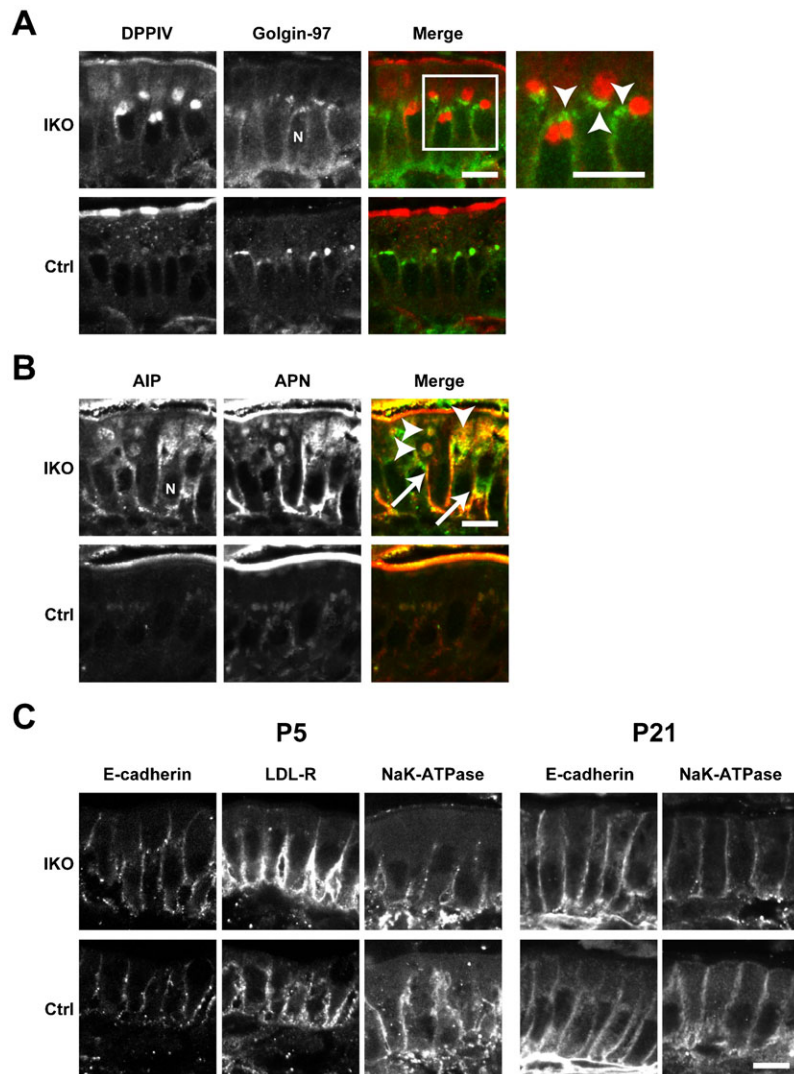 A
DPPIV Golgin-97 Merge
IKO
N
Ctrl
B
AIP APN Merge
IKO
N
Ctrl
C
P5 P21
E-cadherin LDL-R NaK-ATPase E-cadherin NaK-ATPase
IKO
Ctrl